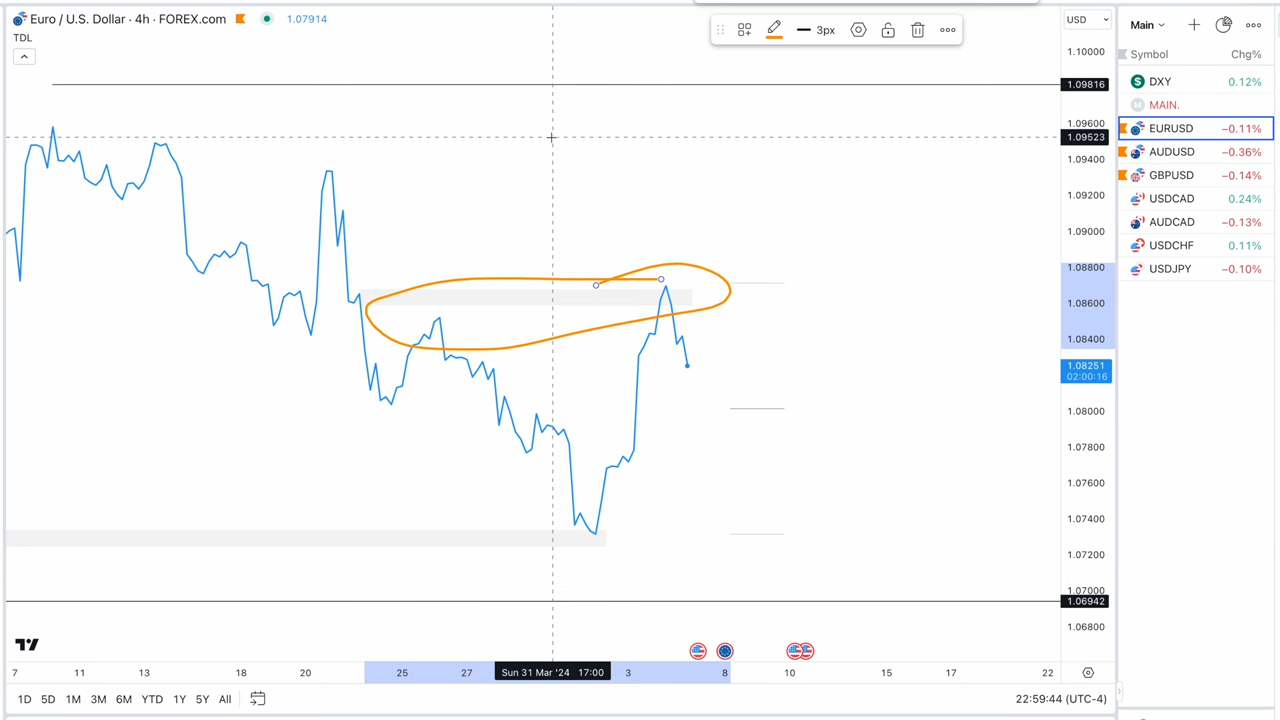 Euro / U.S. Dollar · 4h · FOREX.com 1.07914
TDL
3px
USD
1.10000
1.09816
1.09600
1.09523
1.09400
1.09200
1.09000
1.08800
1.08600
1.08400
1.08251
02:00:16
1.08000
1.07800
1.07600
1.07400
1.07200
1.07000
1.06942
1.06800
Main
Symbol Chg%
DXY 0.12%
MAIN.
EURUSD −0.11%
AUDUSD −0.36%
GBPUSD −0.14%
USDCAD 0.24%
AUDCAD −0.13%
USDCHF 0.11%
USDJPY −0.10%
7 11 13 18 20 25 27 Sun 31 Mar '24 17:00 3 8 10 15 17 22
1D 5D 1M 3M 6M YTD 1Y 5Y All 22:59:44 (UTC-4)